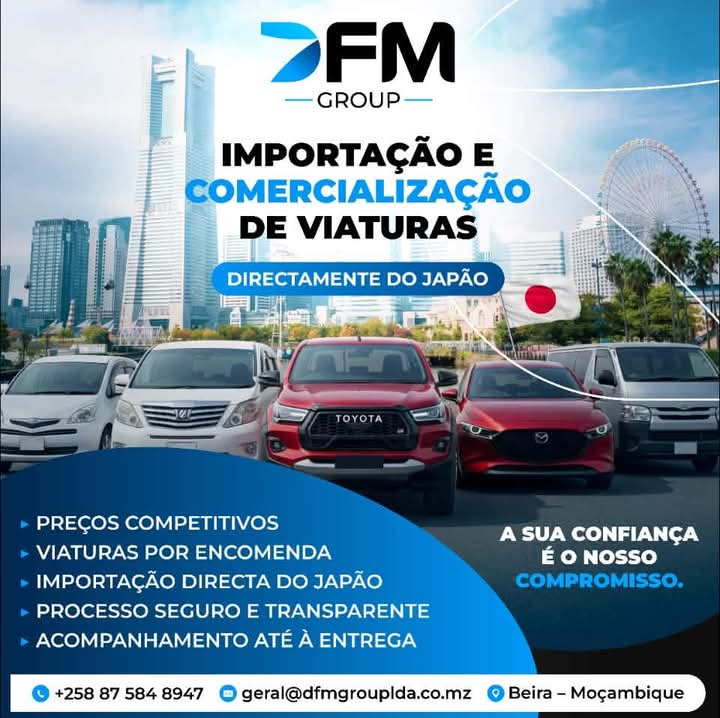 DFM
GROUP
IMPORTAÇÃO E
COMERCIALIZAÇÃO
DE VIATURAS
DIRECTAMENTE DO JAPÃO
TOYOTA
PREÇOS COMPETITIVOS
VIATURAS POR ENCOMENDA
IMPORTAÇÃO DIRECTA DO JAPÃO
PROCESSO SEGURO E TRANSPARENTE
ACOMPANHAMENTO ATÉ À ENTREGA
A SUA CONFIANÇA
É O NOSSO
COMPROMISSO.
+258 87 584 8947 geral@dfmgrouplda.co.mz Beira – Moçambique